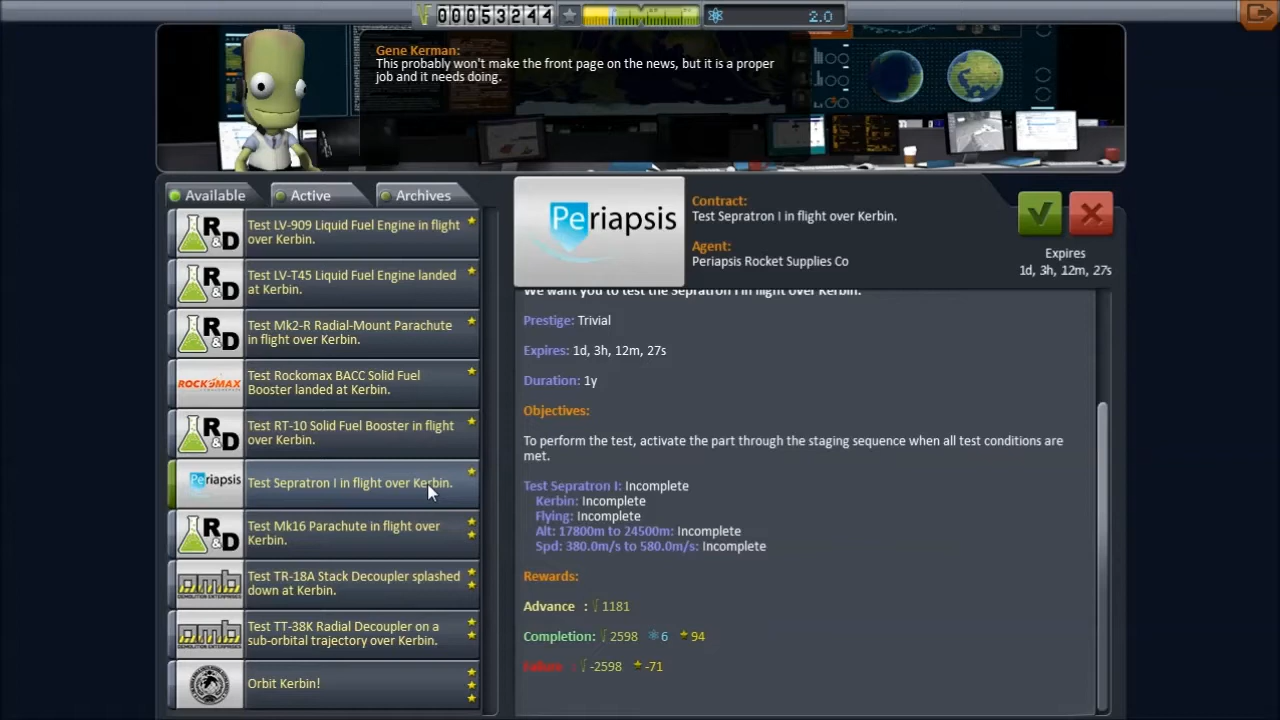 00053244
2.0
Gene Kerman:
This probably won't make the front page on the news, but it is a proper
job and it needs doing.
Available
Active
Archives
R&D
Test LV-909 Liquid Fuel Engine in flight
over Kerbin.
R&D
Test LV-T45 Liquid Fuel Engine landed
at Kerbin.
R&D
Test Mk2-R Radial-Mount Parachute
in flight over Kerbin.
ROCKOMAX
Test Rockomax BACC Solid Fuel
Booster landed at Kerbin.
R&D
Test RT-10 Solid Fuel Booster in flight
over Kerbin.
Periapsis
Test Sepratron I in flight over Kerbin.
R&D
Test Mk16 Parachute in flight over
Kerbin.
omb
Test TR-18A Stack Decoupler splashed
down at Kerbin.
omb
Test TT-38K Radial Decoupler on a
sub-orbital trajectory over Kerbin.
Orbit Kerbin!
Periapsis
Contract:
Test Sepratron I in flight over Kerbin.
Agent:
Periapsis Rocket Supplies Co
Expires
1d, 3h, 12m, 27s
We want you to test the Sepratron I in flight over Kerbin.
Prestige: Trivial
Expires: 1d, 3h, 12m, 27s
Duration: 1y
Objectives:
To perform the test, activate the part through the staging sequence when all test conditions are
met.
Test Sepratron I: Incomplete
Kerbin: Incomplete
Flying: Incomplete
Alt: 17800m to 24500m: Incomplete
Spd: 380.0m/s to 580.0m/s: Incomplete
Rewards:
Advance : 1181
Completion: 2598 6 94
Failure : -2598 -71